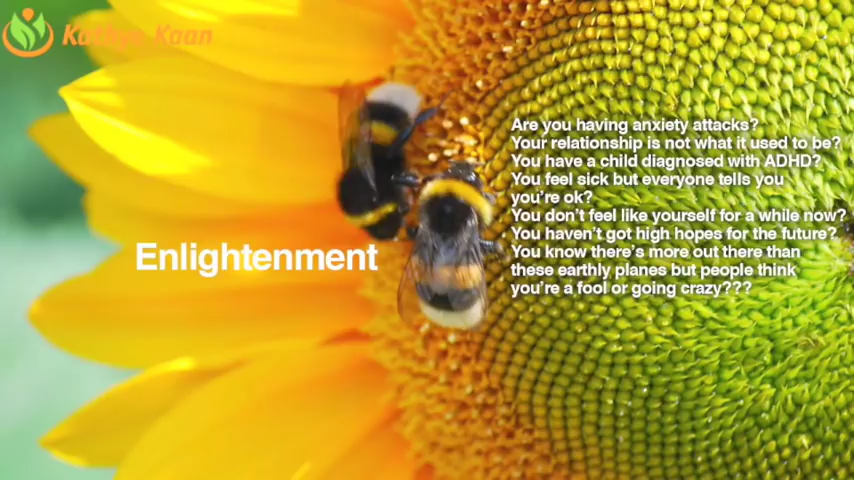 Kathye Kaan
Enlightenment
Are you having anxiety attacks?
Your relationship is not what it used to be?
You have a child diagnosed with ADHD?
You feel sick but everyone tells you
you're ok?
You don't feel like yourself for a while now?
You haven't got high hopes for the future?
You know there's more out there than
these earthly planes but people think
you're a fool or going crazy???